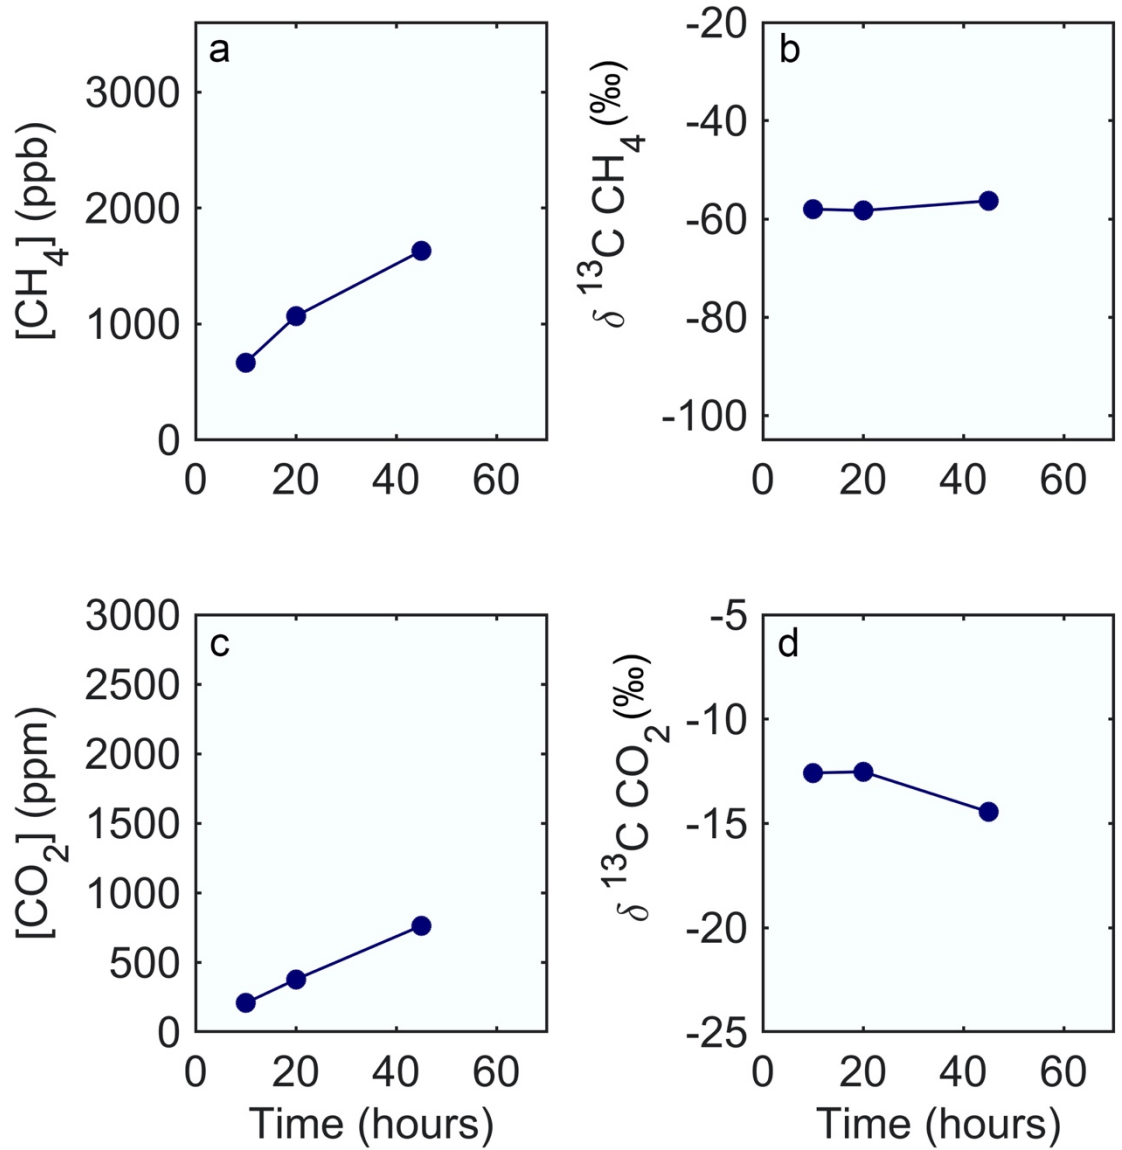 a
[CH4] (ppb)
3000
2000
1000
0
0 20 40 60
b
δ 13C CH4 (‰)
-20
-40
-60
-80
-100
0 20 40 60
c
[CO2] (ppm)
3000
2500
2000
1500
1000
500
0
0 20 40 60
Time (hours)
d
δ 13C CO2 (‰)
-5
-10
-15
-20
-25
0 20 40 60
Time (hours)